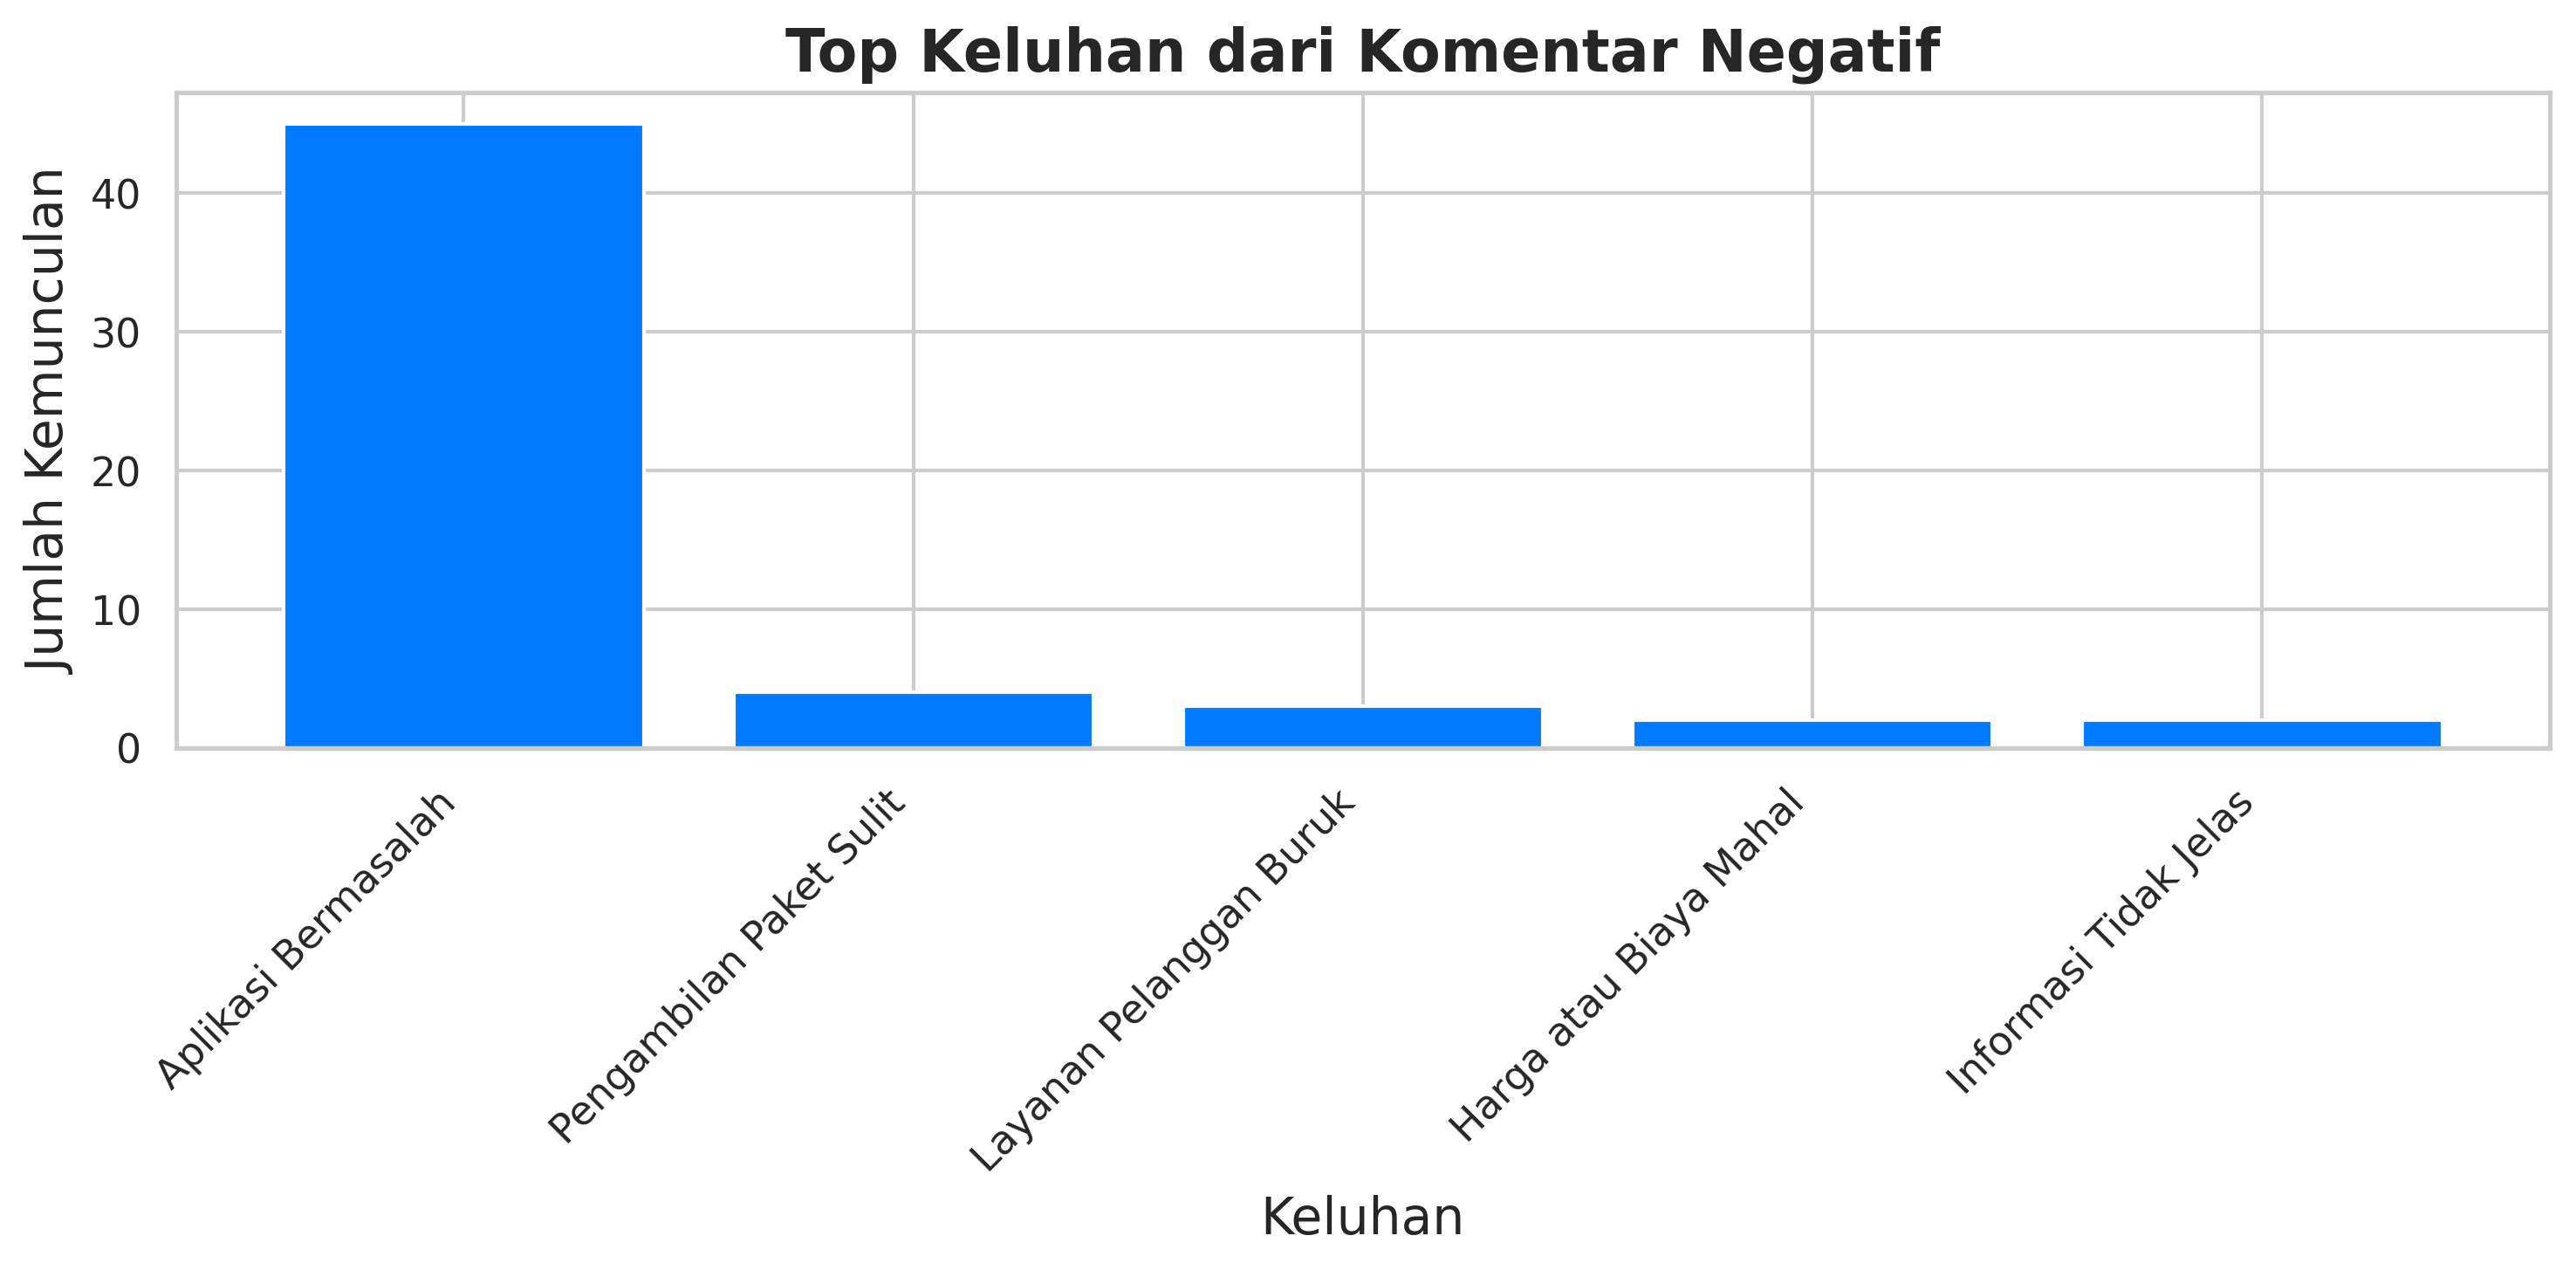 Top Keluhan dari Komentar Negatif
Jumlah Kemunculan
40
30
20
10
0
Aplikasi Bermasalah
Pengambilan Paket Sulit
Layanan Pelanggan Buruk
Harga atau Biaya Mahal
Informasi Tidak Jelas
Keluhan